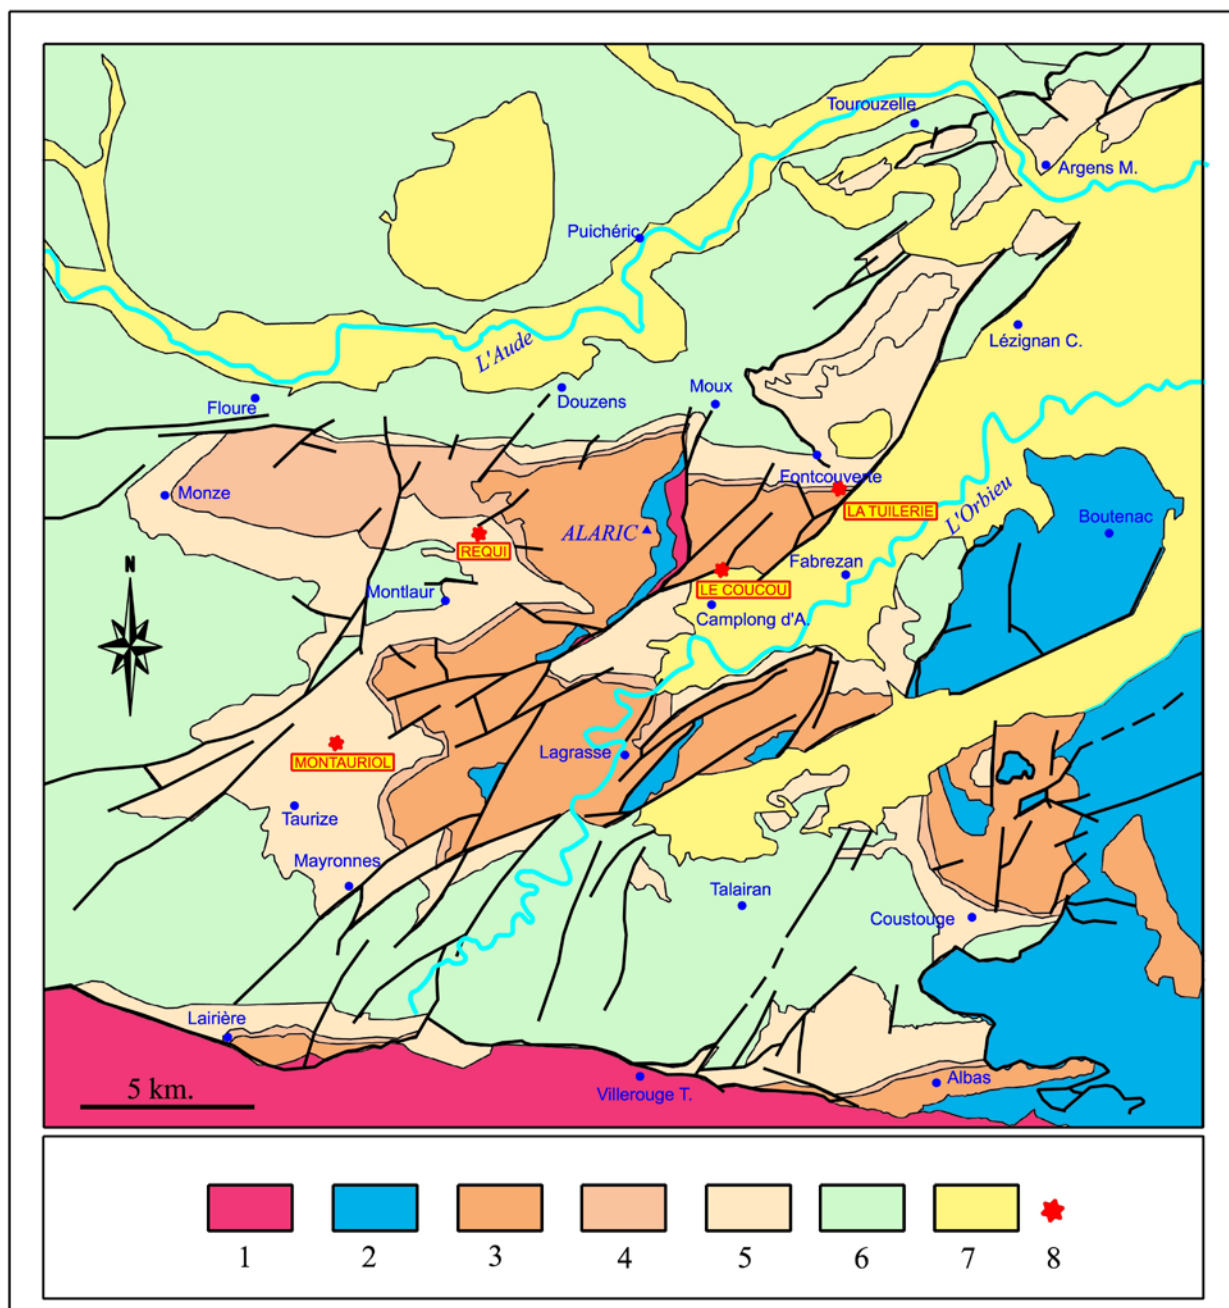 Tourouzelle
Argens M.
Puichéric
L'Aude
Lézignan C.
Floure
Douzens
Moux
Fontcouverte
Monze
LA TUILERIE
L'Orbieu
Boutenac
ALARIC
REQUI
Fabrezan
N
Montlaur
LE COUCOU
Camplong d'A.
Lagrasse
MONTAURIOL
Taurize
Mayronnes
Talairan
Coustouge
Lairière
5 km.
Villerouge T.
Albas
1 2 3 4 5 6 7 8